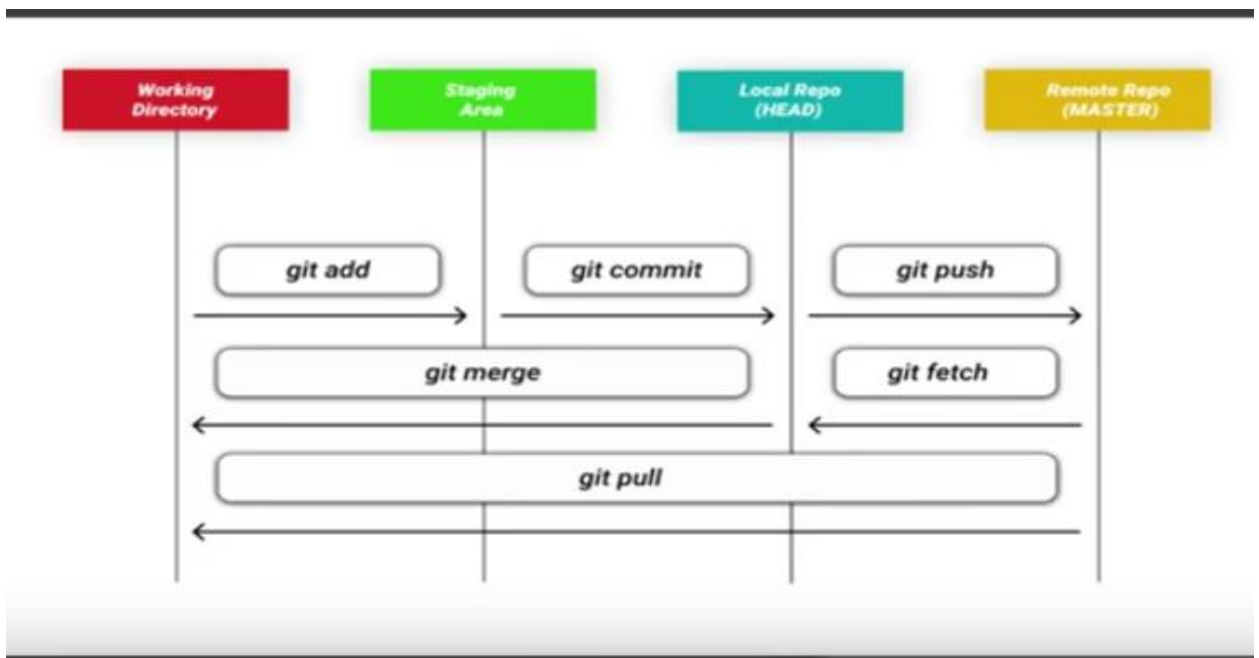 Working
Directory
Staging
Area
Local Repo
(HEAD)
Remote Repo
(MASTER)
git add
git commit
git push
git merge
git fetch
git pull